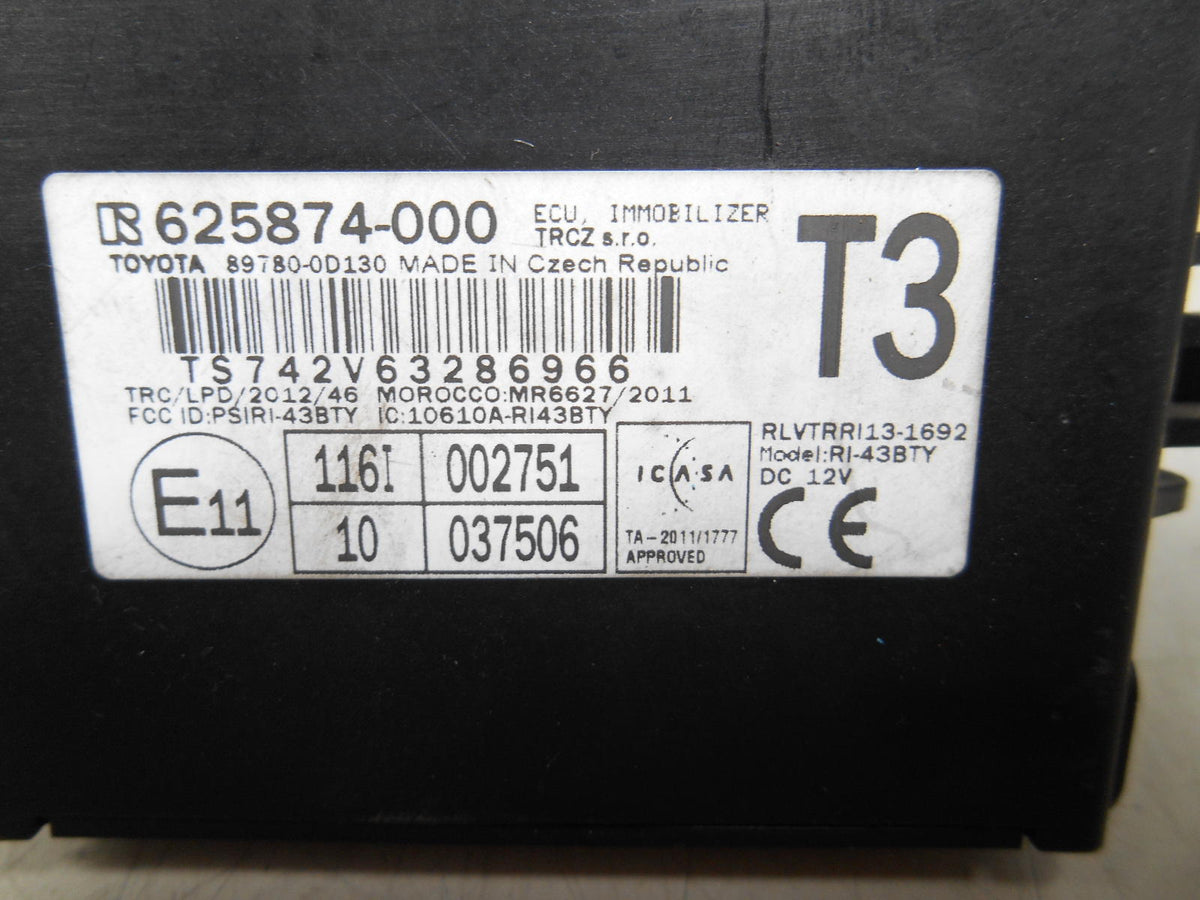 625874-000 ECU, IMMOBILIZER
TRCZ s.r.o.
T3
TOYOTA 89780-0D130 MADE IN Czech Republic
TS742V63286966
TRC/LPD/2012/46 MOROCCO:MR6627/2011
FCC ID:PSIRI-43BTY IC:10610A-RI43BTY
E11
116I 002751
10 037506
ICASA
TA-2011/1777
APPROVED
RLVTRRI13-1692
Model:RI-43BTY
DC 12V
CE